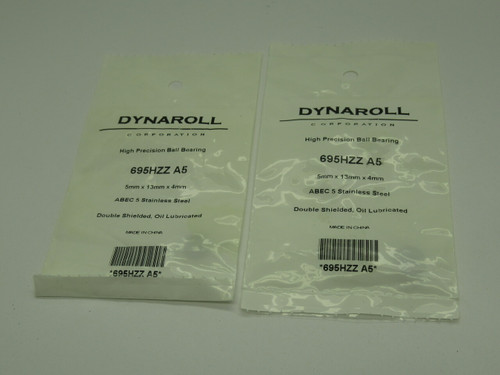 DYNAROLL
CORPORATION
High Precision Ball Bearing
695HZZ A5
5mm x 13mm x 4mm
ABEC 5 Stainless Steel
Double Shielded, Oil Lubricated
MADE IN CHINA
*695HZZ A5*
DYNAROLL
CORPORATION
High Precision Ball Bearing
695HZZ A5
5mm x 13mm x 4mm
ABEC 5 Stainless Steel
Double Shielded, Oil Lubricated
MADE IN CHINA
*695HZZ A5*